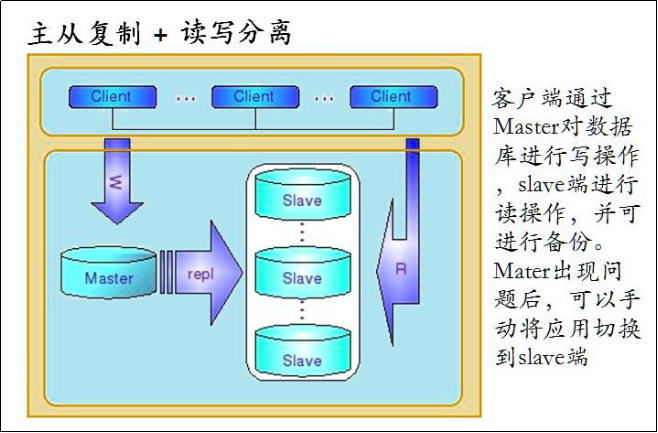 主从复制 + 读写分离
Client ... Client ... Client
W
Master
repl
Slave
Slave
Slave
R
客户端通过
Master对数据
库进行写操作
，slave端进行
读操作，并可
进行备份。
Mater出现问
题后，可以手
动将应用切换
到slave端